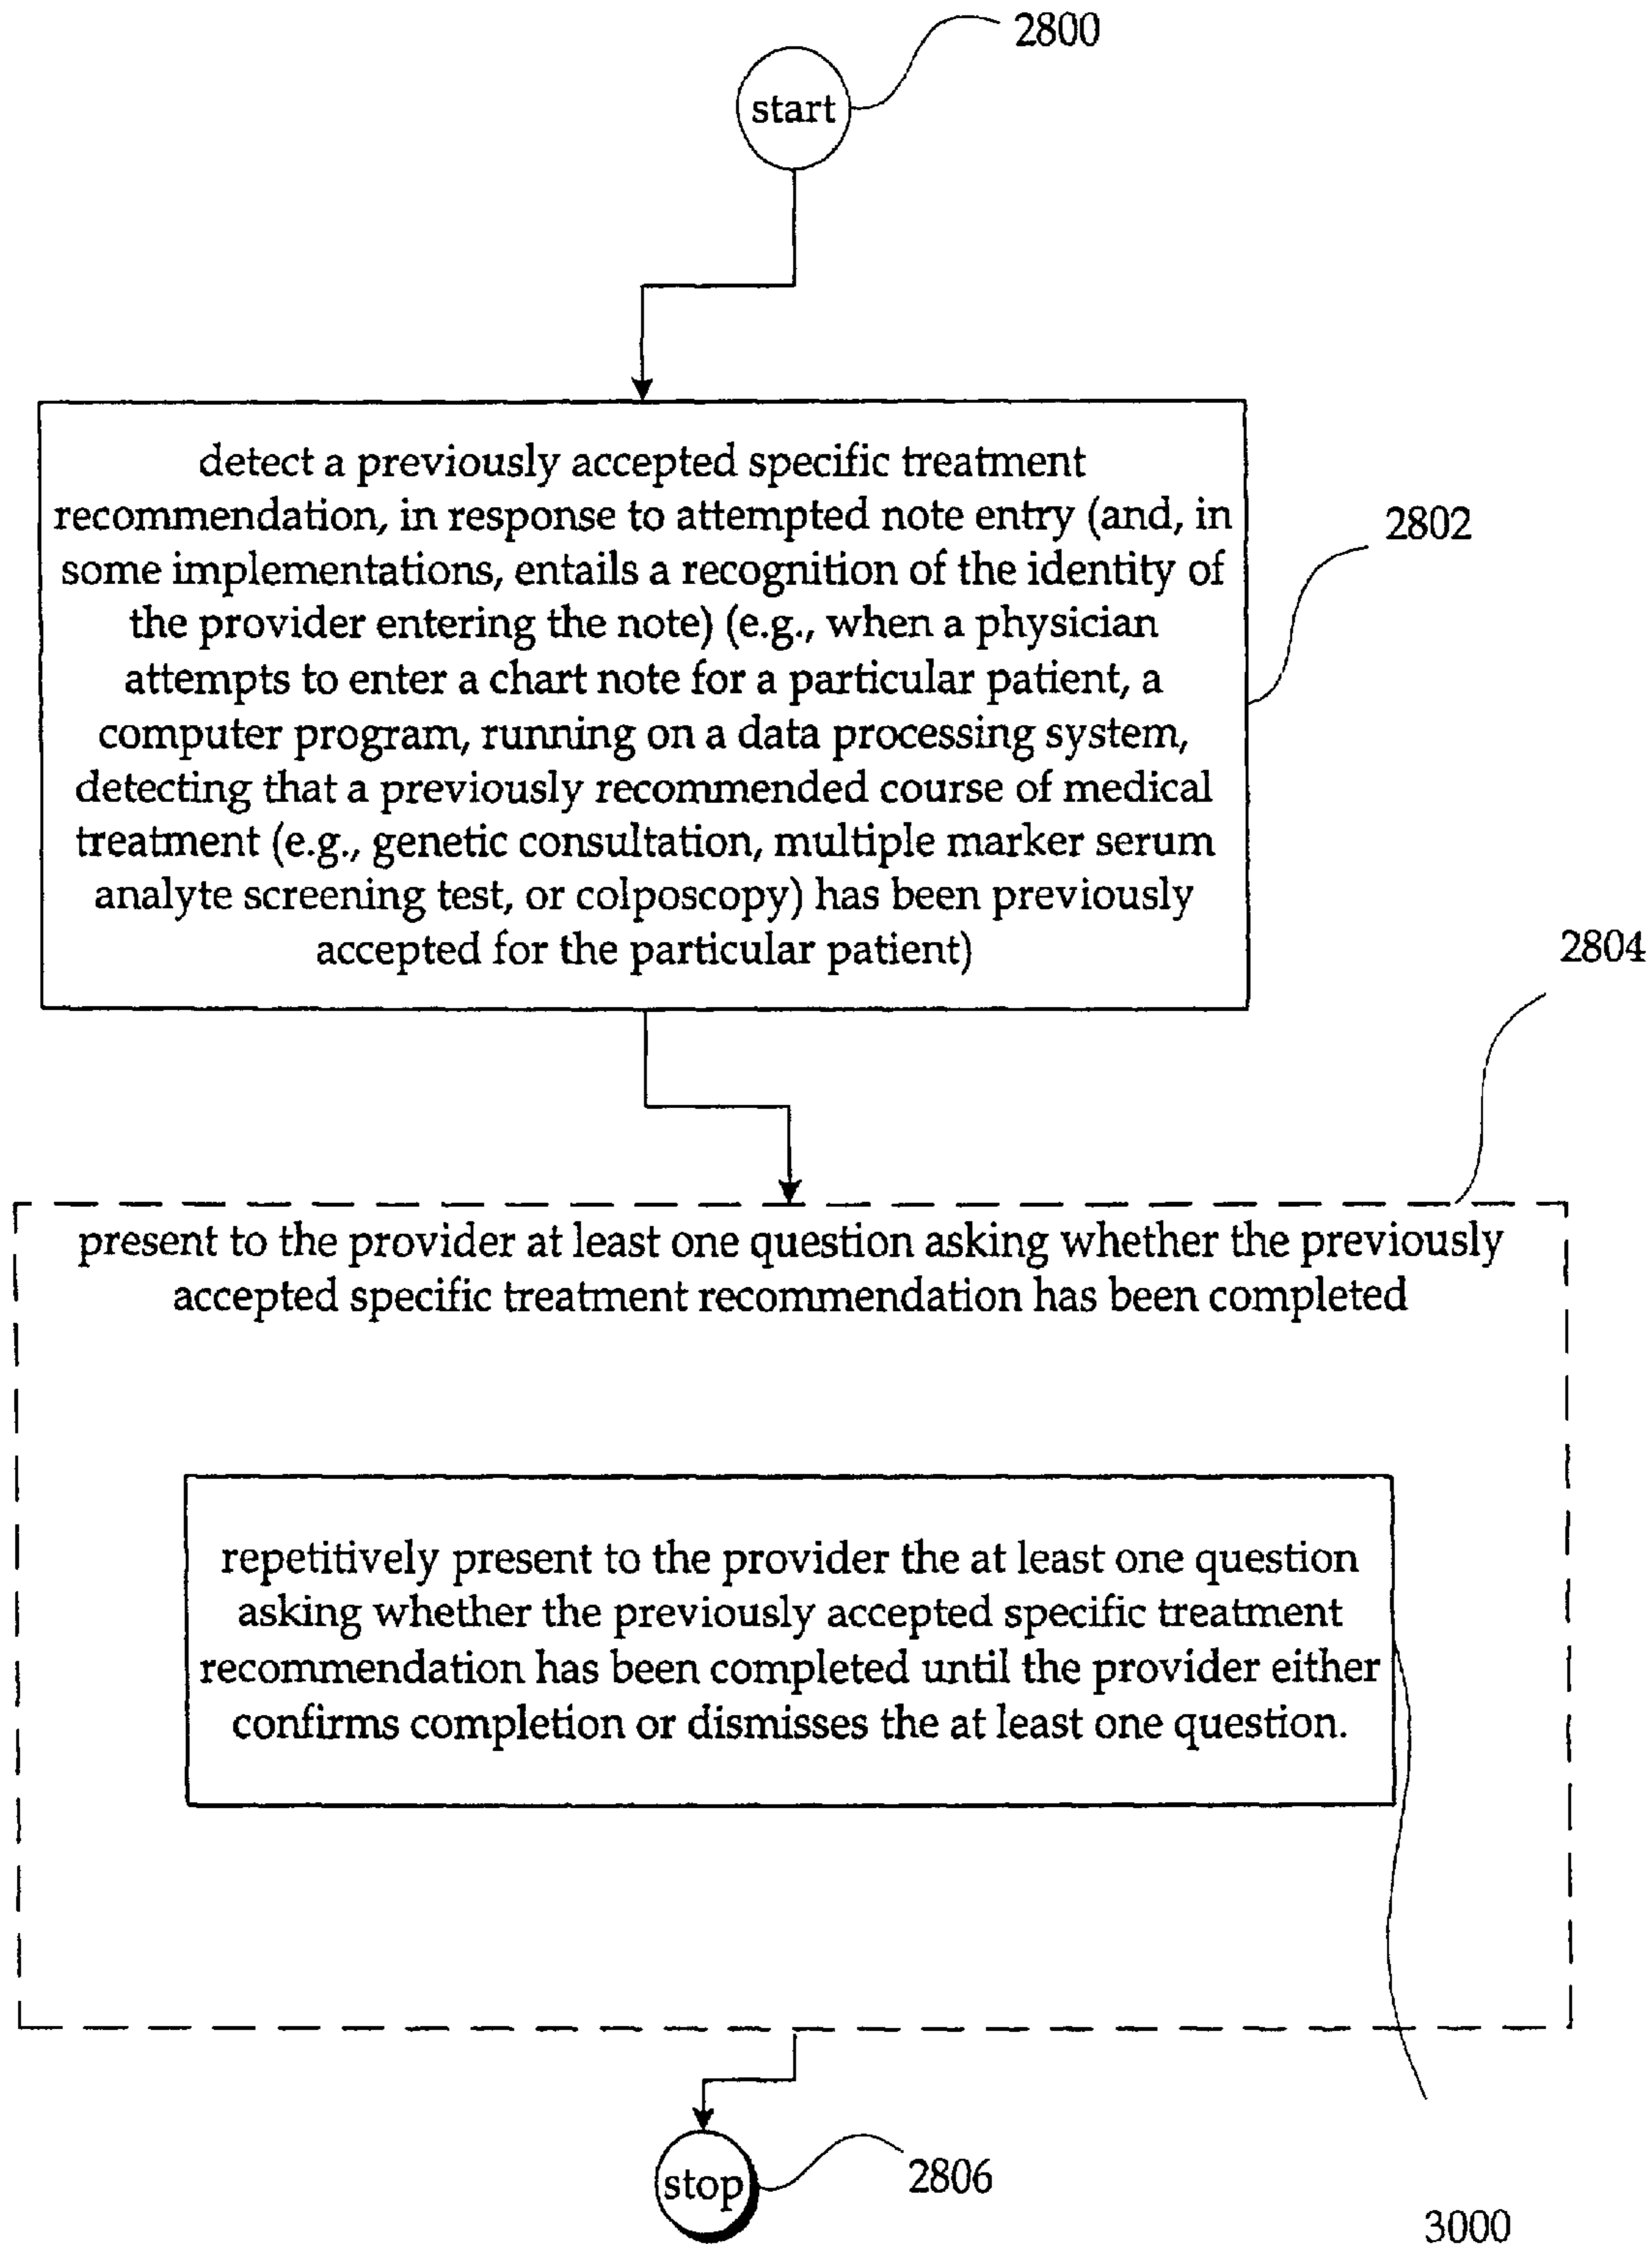 2800
start
detect a previously accepted specific treatment
recommendation, in response to attempted note entry (and, in
some implementations, entails a recognition of the identity of
the provider entering the note) (e.g., when a physician
attempts to enter a chart note for a particular patient, a
computer program, running on a data processing system,
detecting that a previously recommended course of medical
treatment (e.g., genetic consultation, multiple marker serum
analyte screening test, or colposcopy) has been previously
accepted for the particular patient)
2802
2804
present to the provider at least one question asking whether the previously
accepted specific treatment recommendation has been completed
repetitively present to the provider the at least one question
asking whether the previously accepted specific treatment
recommendation has been completed until the provider either
confirms completion or dismisses the at least one question.
stop
2806
3000